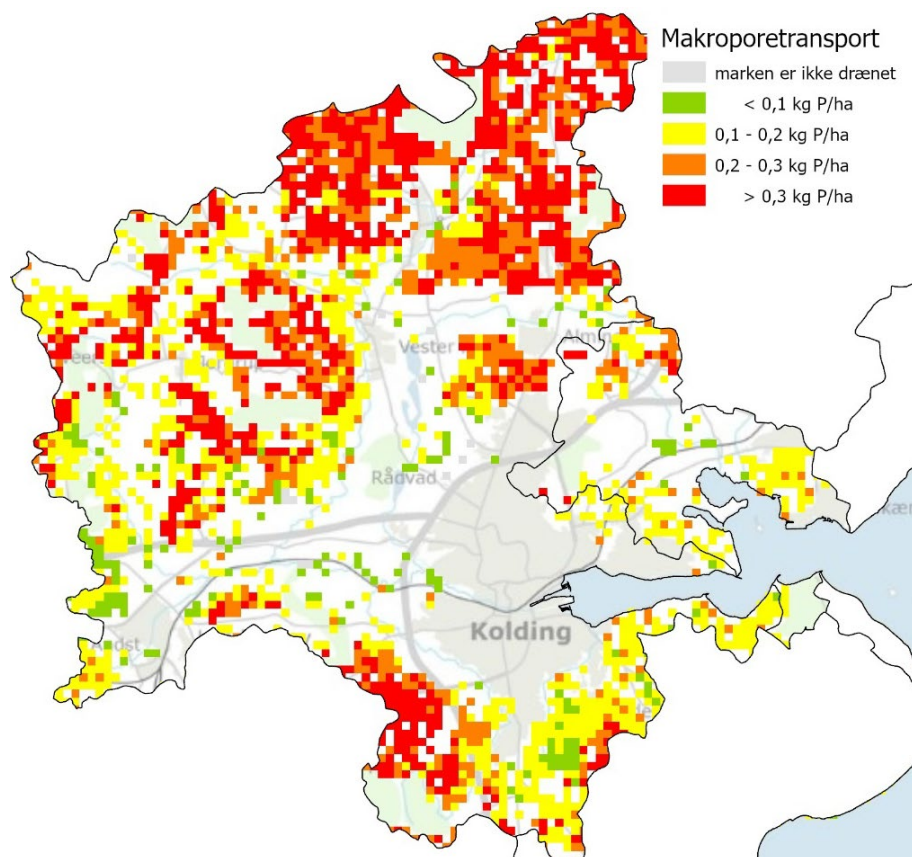 Makroporetransport
marken er ikke drænet
< 0,1 kg P/ha
0,1 - 0,2 kg P/ha
0,2 - 0,3 kg P/ha
> 0,3 kg P/ha
Almin
Vester
Rådvad
Kolding